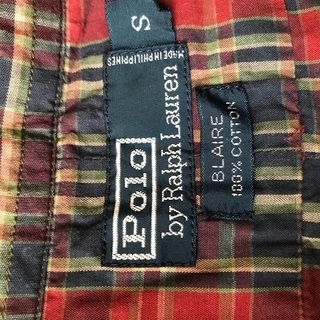 S
MADE IN PHILIPPINES
Polo
by Ralph Lauren
BLAIRE
100% COTTON